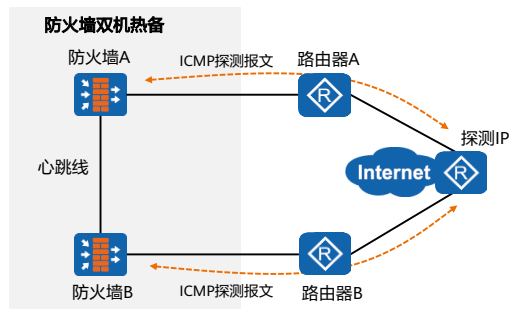 防火墙双机热备
防火墙A
ICMP探测报文
路由器A
R
探测IP
心跳线
Internet
R
R
防火墙B
ICMP探测报文
路由器B